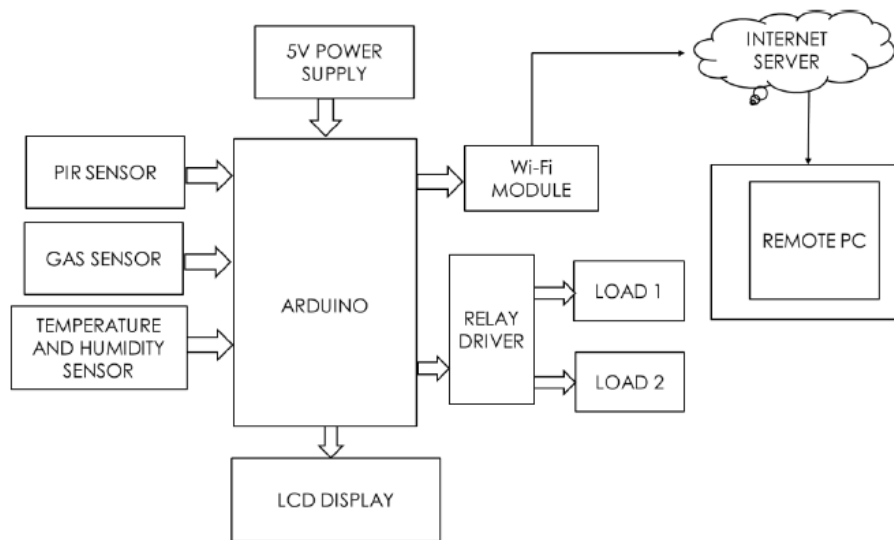 5V POWER
SUPPLY
INTERNET
SERVER
PIR SENSOR
Wi-Fi
MODULE
REMOTE PC
GAS SENSOR
ARDUINO
RELAY
DRIVER
LOAD 1
TEMPERATURE
AND HUMIDITY
SENSOR
LOAD 2
LCD DISPLAY